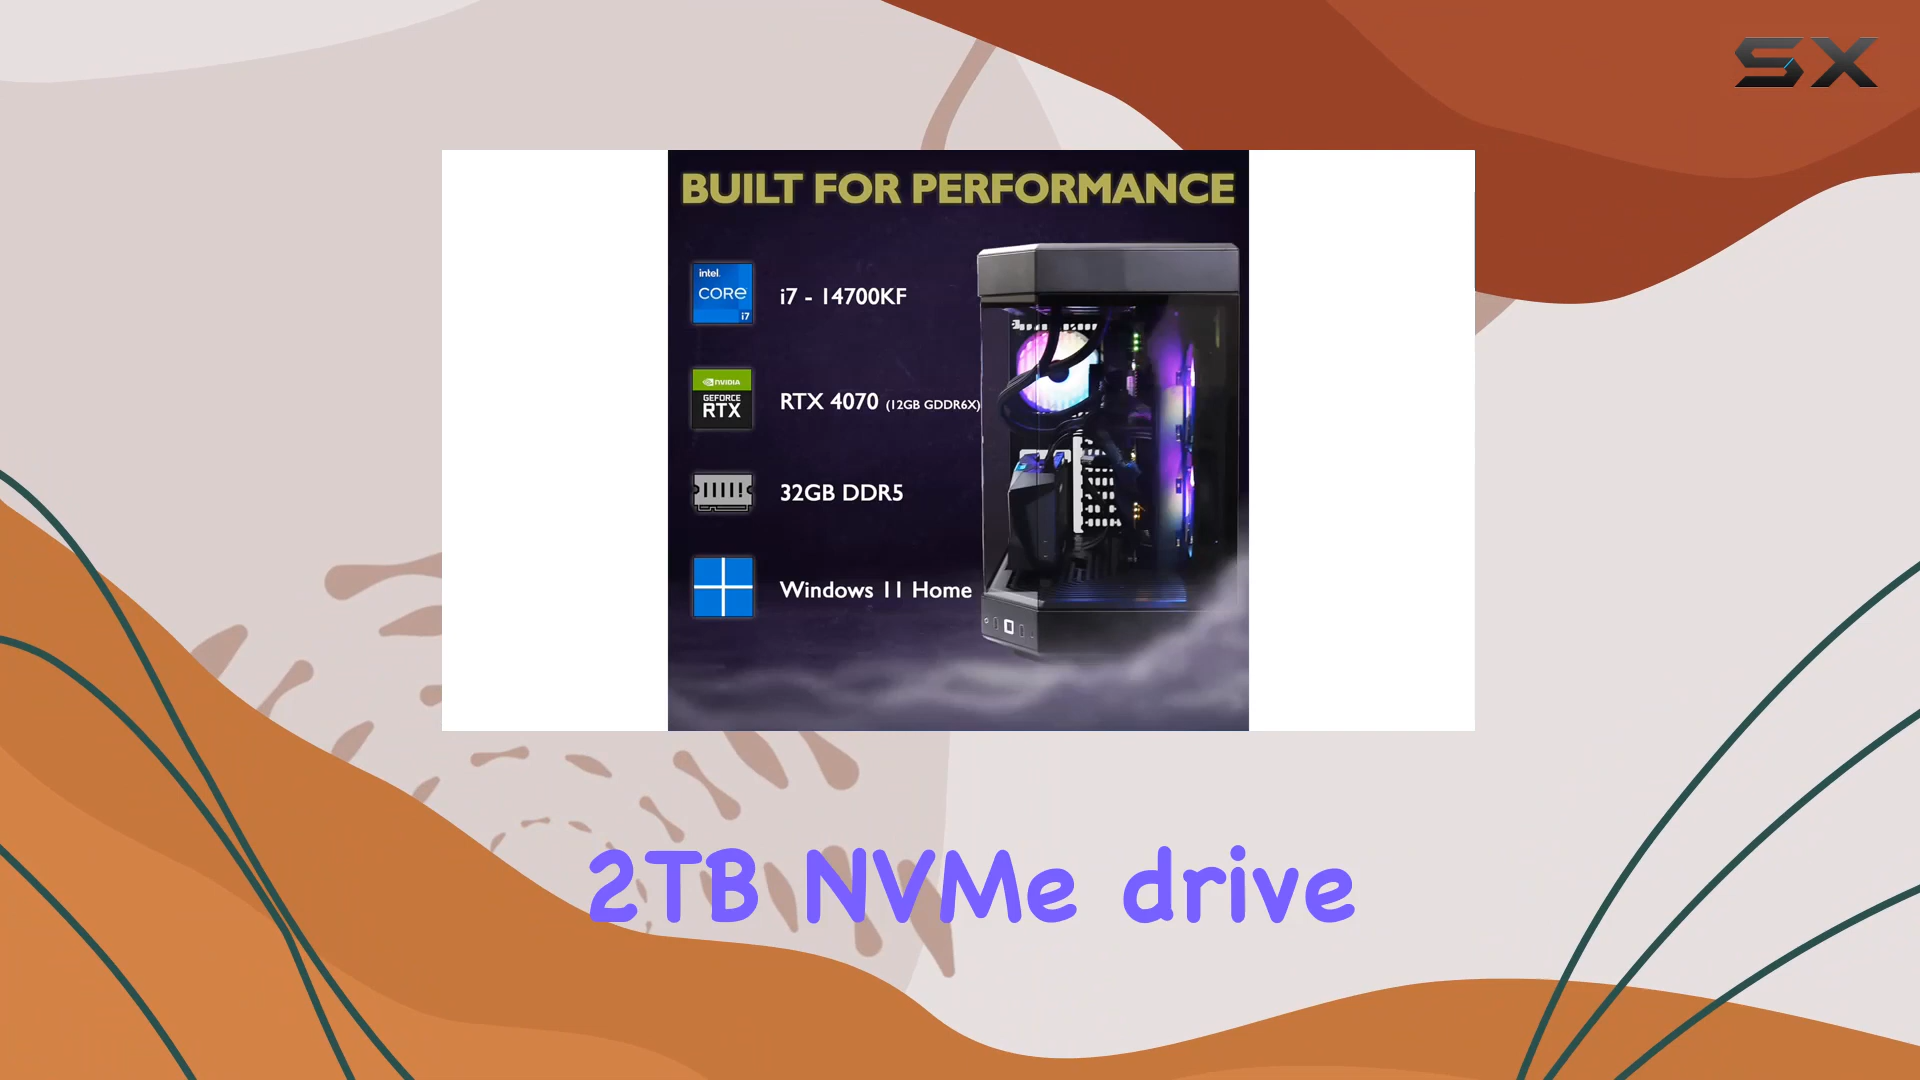 SX
BUILT FOR PERFORMANCE
intel.
CORE
i7
i7 - 14700KF
NVIDIA
GEFORCE
RTX
RTX 4070 (12GB GDDR6X)
32GB DDR5
Windows 11 Home
2TB NVMe drive